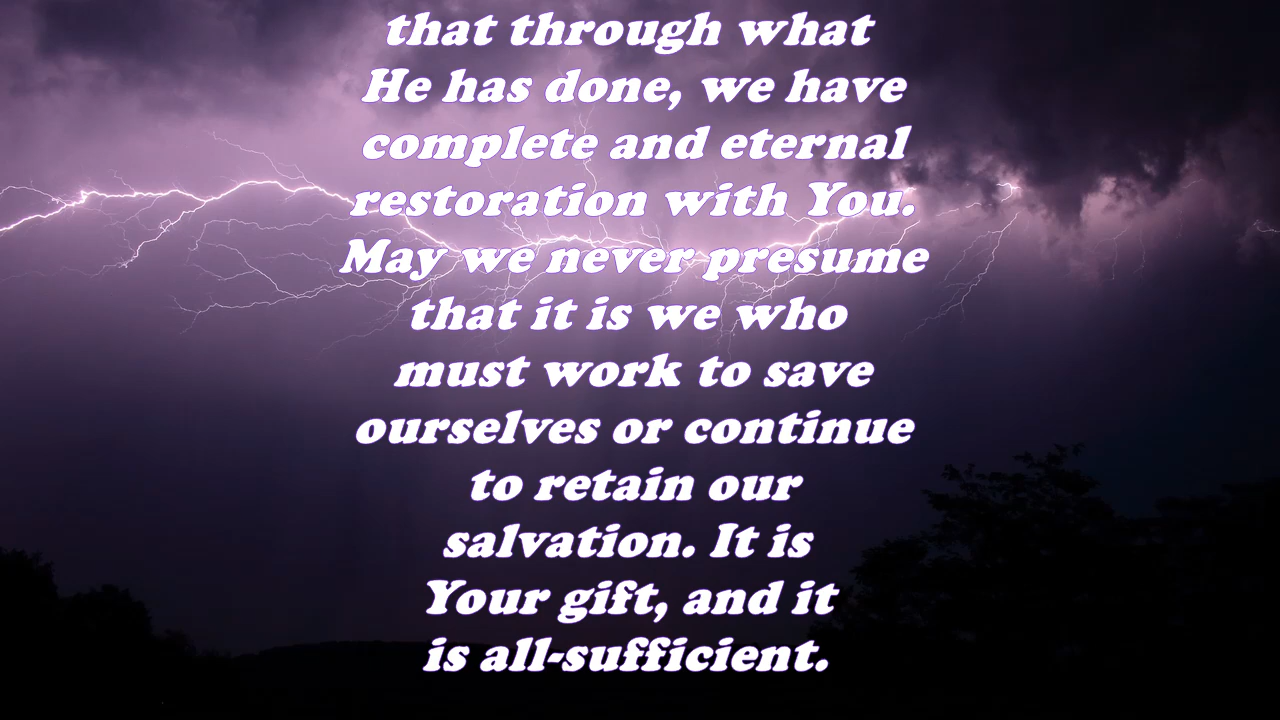 that through what
He has done, we have
complete and eternal
restoration with You.
May we never presume
that it is we who
must work to save
ourselves or continue
to retain our
salvation. It is
Your gift, and it
is all-sufficient.